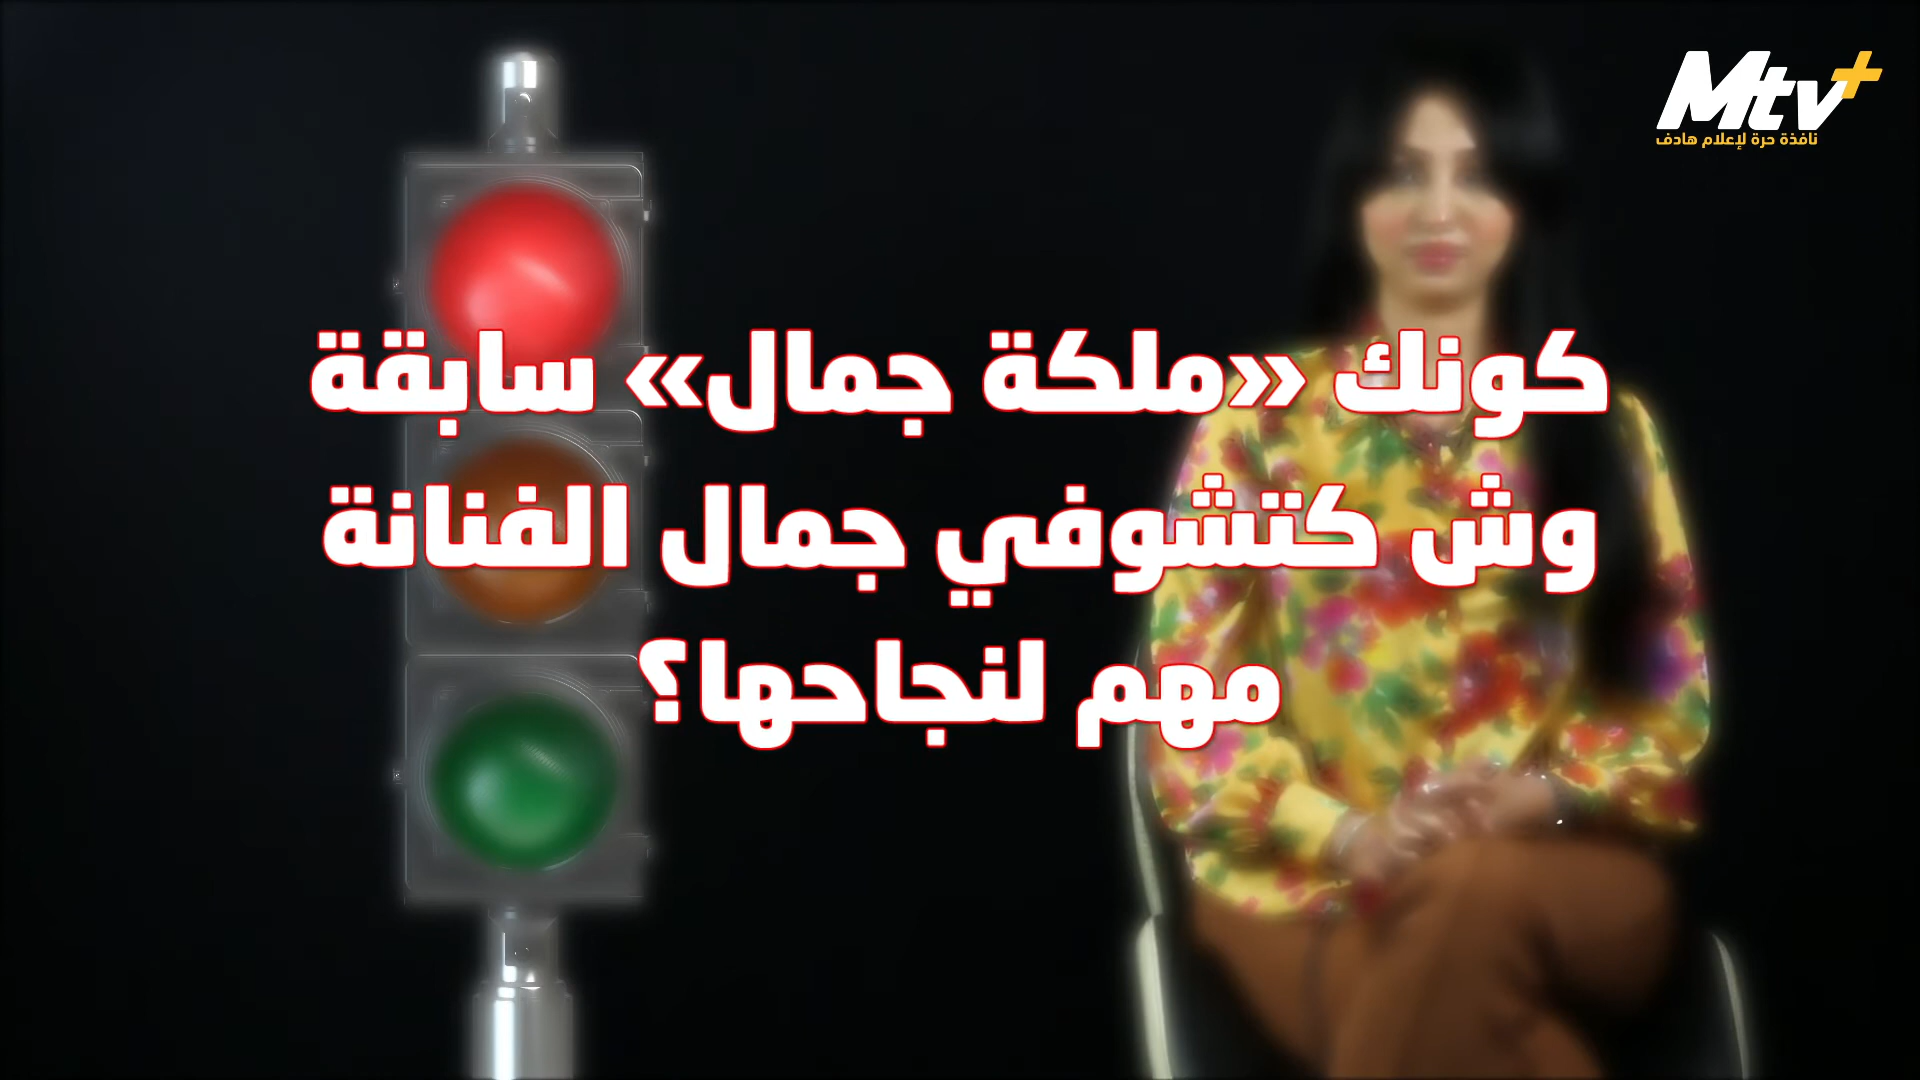 Mtv+
نافذة حرة لإعلام هادف
كونك «ملكة جمال» سابقة
وش كتشوفي جمال الفنانة
مهم لنجاحها؟